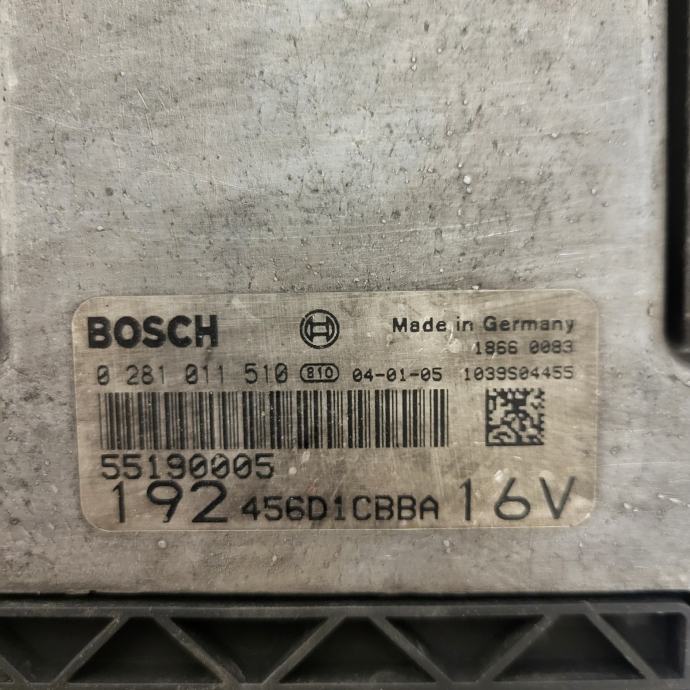 BOSCH Made in Germany
1866 0083
0 281 011 510 810 04-01-05 1039S04455
55190005
192 456D1CBBA 16V